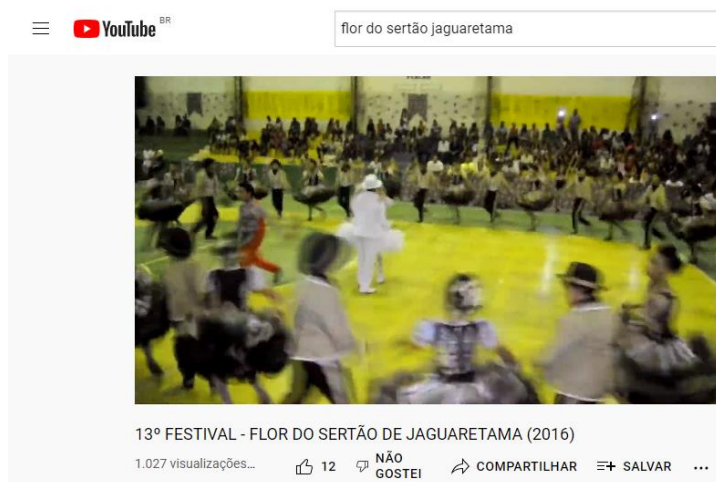 YouTube BR
flor do sertão jaguaretama
13º FESTIVAL - FLOR DO SERTÃO DE JAGUARETAMA (2016)
1.027 visualizações...
12
NÃO
GOSTEI
COMPARTILHAR
SALVAR
...